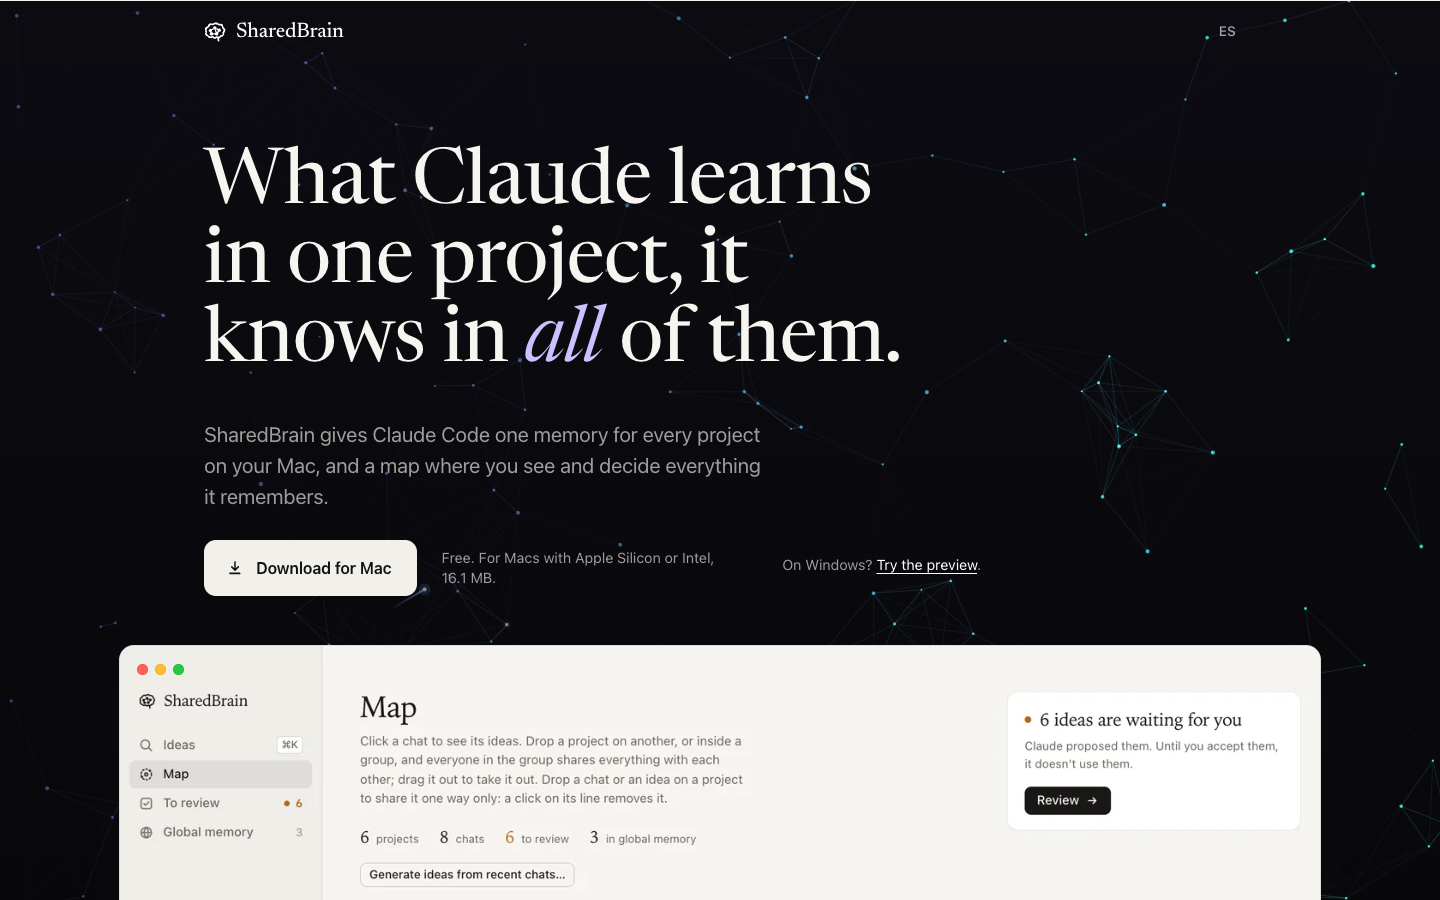 SharedBrain
ES
What Claude learns
in one project, it
knows in all of them.
SharedBrain gives Claude Code one memory for every project
on your Mac, and a map where you see and decide everything
it remembers.
Download for Mac
Free. For Macs with Apple Silicon or Intel,
16.1 MB.
On Windows? Try the preview.
SharedBrain
Ideas ⌘K
Map
To review 6
Global memory 3
Map
Click a chat to see its ideas. Drop a project on another, or inside a
group, and everyone in the group shares everything with each
other; drag it out to take it out. Drop a chat or an idea on a project
to share it one way only: a click on its line removes it.
6 projects 8 chats 6 to review 3 in global memory
Generate ideas from recent chats...
6 ideas are waiting for you
Claude proposed them. Until you accept them,
it doesn't use them.
Review →